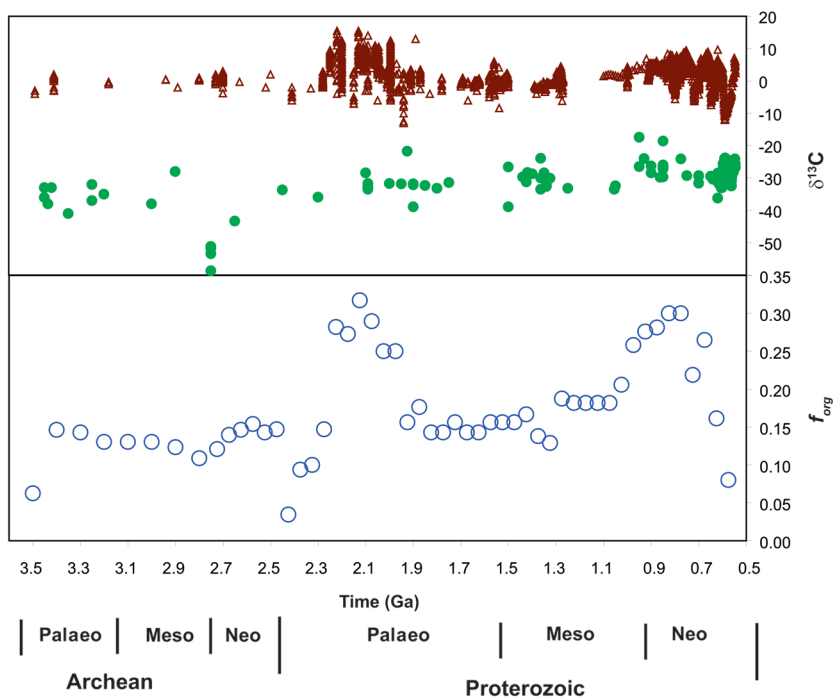 20
10
0
-10
-20
-30
-40
-50
δ13C
0.35
0.30
0.25
0.20
0.15
0.10
0.05
0.00
forg
3.5 3.3 3.1 2.9 2.7 2.5 2.3 2.1 1.9 1.7 1.5 1.3 1.1 0.9 0.7 0.5
Time (Ga)
Palaeo Meso Neo Palaeo Meso Neo
Archean Proterozoic